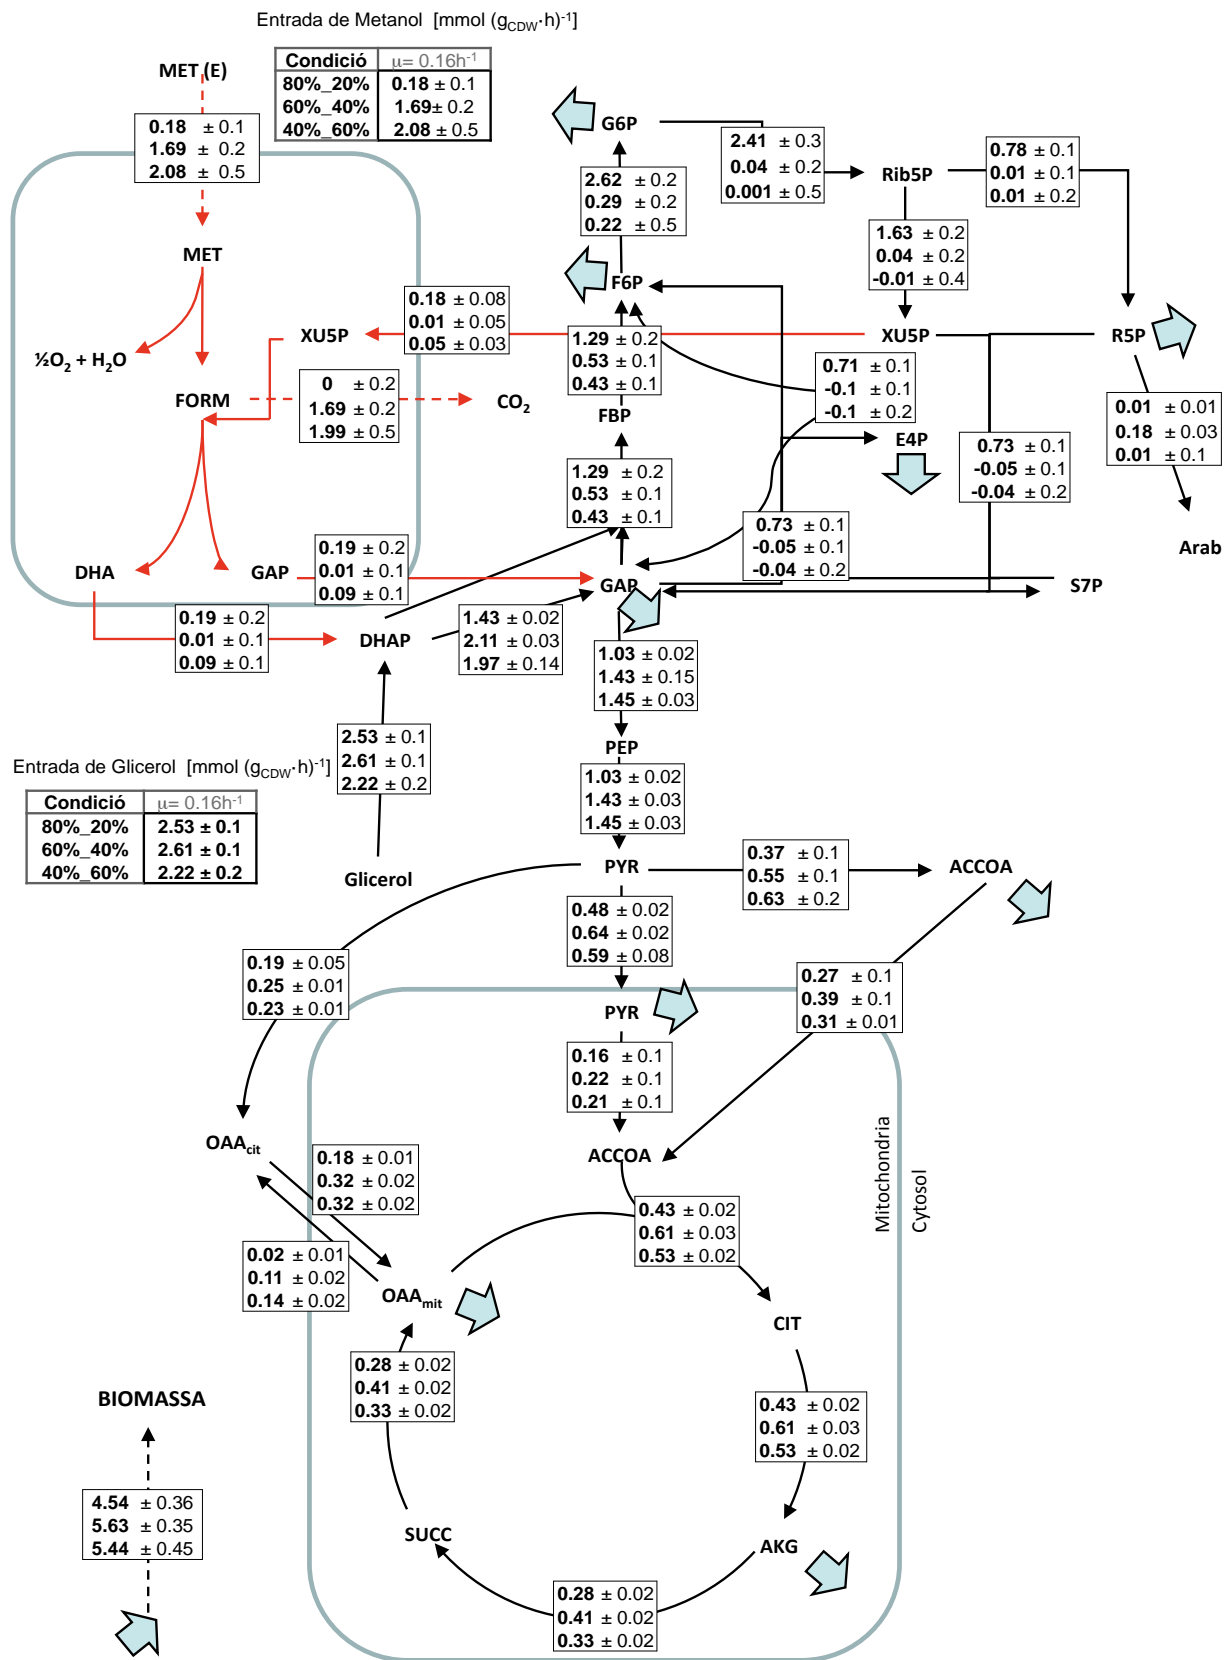 Entrada de Metanol [mmol (gCDW·h)-1]
Condició μ= 0.16h-1
80%_20% 0.18 ± 0.1
60%_40% 1.69± 0.2
40%_60% 2.08 ± 0.5
MET (E)
0.18 ± 0.1
1.69 ± 0.2
2.08 ± 0.5
G6P
2.41 ± 0.3
0.04 ± 0.2
0.001 ± 0.5
Rib5P
0.78 ± 0.1
0.01 ± 0.1
0.01 ± 0.2
2.62 ± 0.2
0.29 ± 0.2
0.22 ± 0.5
1.63 ± 0.2
0.04 ± 0.2
-0.01 ± 0.4
MET
F6P
0.18 ± 0.08
0.01 ± 0.05
0.05 ± 0.03
XU5P
1.29 ± 0.2
0.53 ± 0.1
0.43 ± 0.1
XU5P
R5P
½O2 + H2O
0.71 ± 0.1
-0.1 ± 0.1
-0.1 ± 0.2
FORM
0 ± 0.2
1.69 ± 0.2
1.99 ± 0.5
CO2
FBP
E4P
0.01 ± 0.01
0.18 ± 0.03
0.01 ± 0.1
0.73 ± 0.1
-0.05 ± 0.1
-0.04 ± 0.2
1.29 ± 0.2
0.53 ± 0.1
0.43 ± 0.1
0.73 ± 0.1
-0.05 ± 0.1
-0.04 ± 0.2
Arab
DHA
GAP
0.19 ± 0.2
0.01 ± 0.1
0.09 ± 0.1
GAP
S7P
0.19 ± 0.2
0.01 ± 0.1
0.09 ± 0.1
DHAP
1.43 ± 0.02
2.11 ± 0.03
1.97 ± 0.14
1.03 ± 0.02
1.43 ± 0.15
1.45 ± 0.03
2.53 ± 0.1
2.61 ± 0.1
2.22 ± 0.2
PEP
Entrada de Glicerol [mmol (gCDW·h)-1]
Condició μ= 0.16h-1
80%_20% 2.53 ± 0.1
60%_40% 2.61 ± 0.1
40%_60% 2.22 ± 0.2
1.03 ± 0.02
1.43 ± 0.03
1.45 ± 0.03
Glicerol
PYR
0.37 ± 0.1
0.55 ± 0.1
0.63 ± 0.2
ACCOA
0.48 ± 0.02
0.64 ± 0.02
0.59 ± 0.08
0.19 ± 0.05
0.25 ± 0.01
0.23 ± 0.01
0.27 ± 0.1
0.39 ± 0.1
0.31 ± 0.01
PYR
0.16 ± 0.1
0.22 ± 0.1
0.21 ± 0.1
OAAcit
ACCOA
0.18 ± 0.01
0.32 ± 0.02
0.32 ± 0.02
Mitochondria
Cytosol
0.43 ± 0.02
0.61 ± 0.03
0.53 ± 0.02
0.02 ± 0.01
0.11 ± 0.02
0.14 ± 0.02
OAAmit
CIT
0.28 ± 0.02
0.41 ± 0.02
0.33 ± 0.02
BIOMASSA
0.43 ± 0.02
0.61 ± 0.03
0.53 ± 0.02
4.54 ± 0.36
5.63 ± 0.35
5.44 ± 0.45
SUCC
AKG
0.28 ± 0.02
0.41 ± 0.02
0.33 ± 0.02